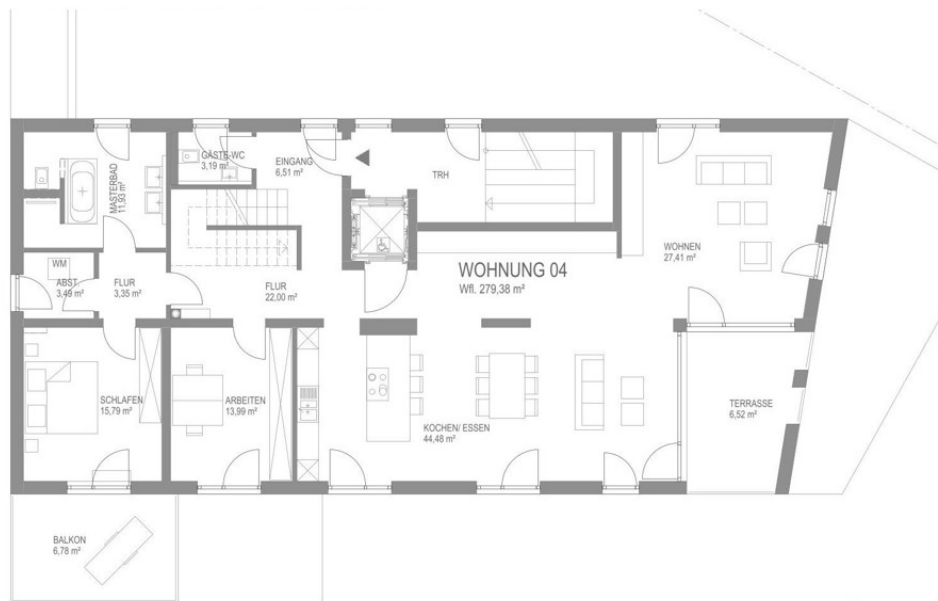 MASTERBAD
11,93 m²
GÄSTE-WC
3,19 m²
EINGANG
6,51 m²
TRH
WOHNEN
27,41 m²
WM
ABST
3,49 m²
FLUR
3,35 m²
FLUR
22,00 m²
WOHNUNG 04
Wfl. 279,38 m²
SCHLAFEN
15,79 m²
ARBEITEN
13,99 m²
KOCHEN/ ESSEN
44,48 m²
TERRASSE
6,52 m²
BALKON
6,78 m²